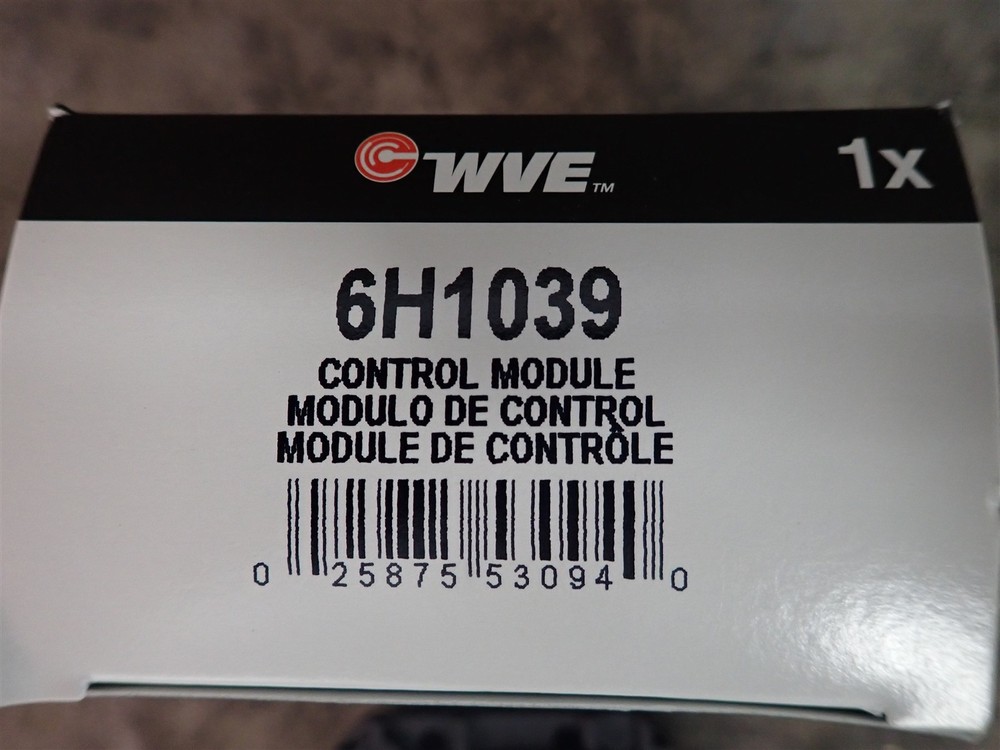 WVE™
1x
6H1039
CONTROL MODULE
MODULO DE CONTROL
MODULE DE CONTRÔLE
0 25875 53094 0